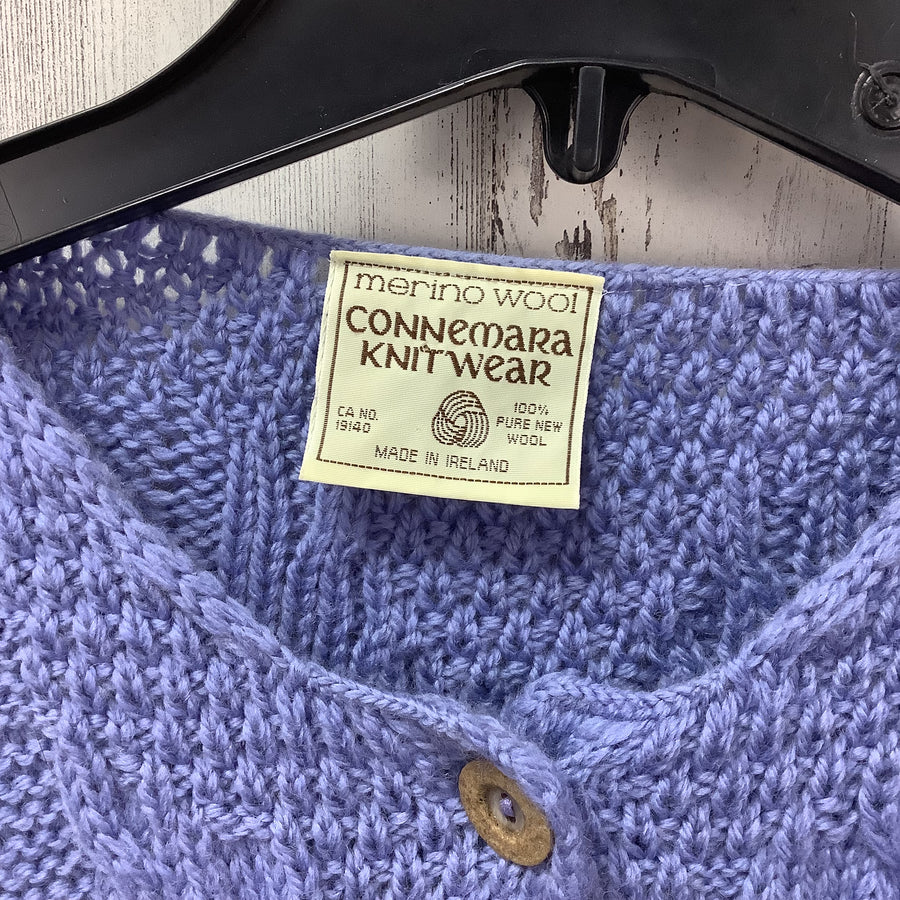 merino wool
CONNEMARA
KNITWEAR
CA NO.
19140
100%
PURE NEW
WOOL
MADE IN IRELAND